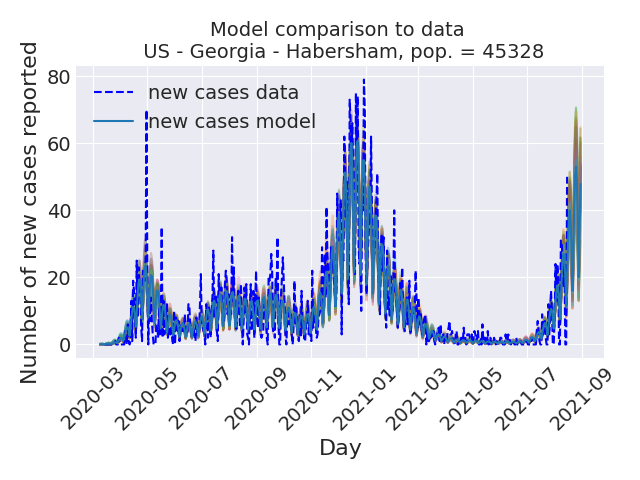 Model comparison to data
US - Georgia - Habersham, pop. = 45328
Number of new cases reported
80
60
40
20
0
new cases data
new cases model
2020-03
2020-05
2020-07
2020-09
2020-11
2021-01
2021-03
2021-05
2021-07
2021-09
Day